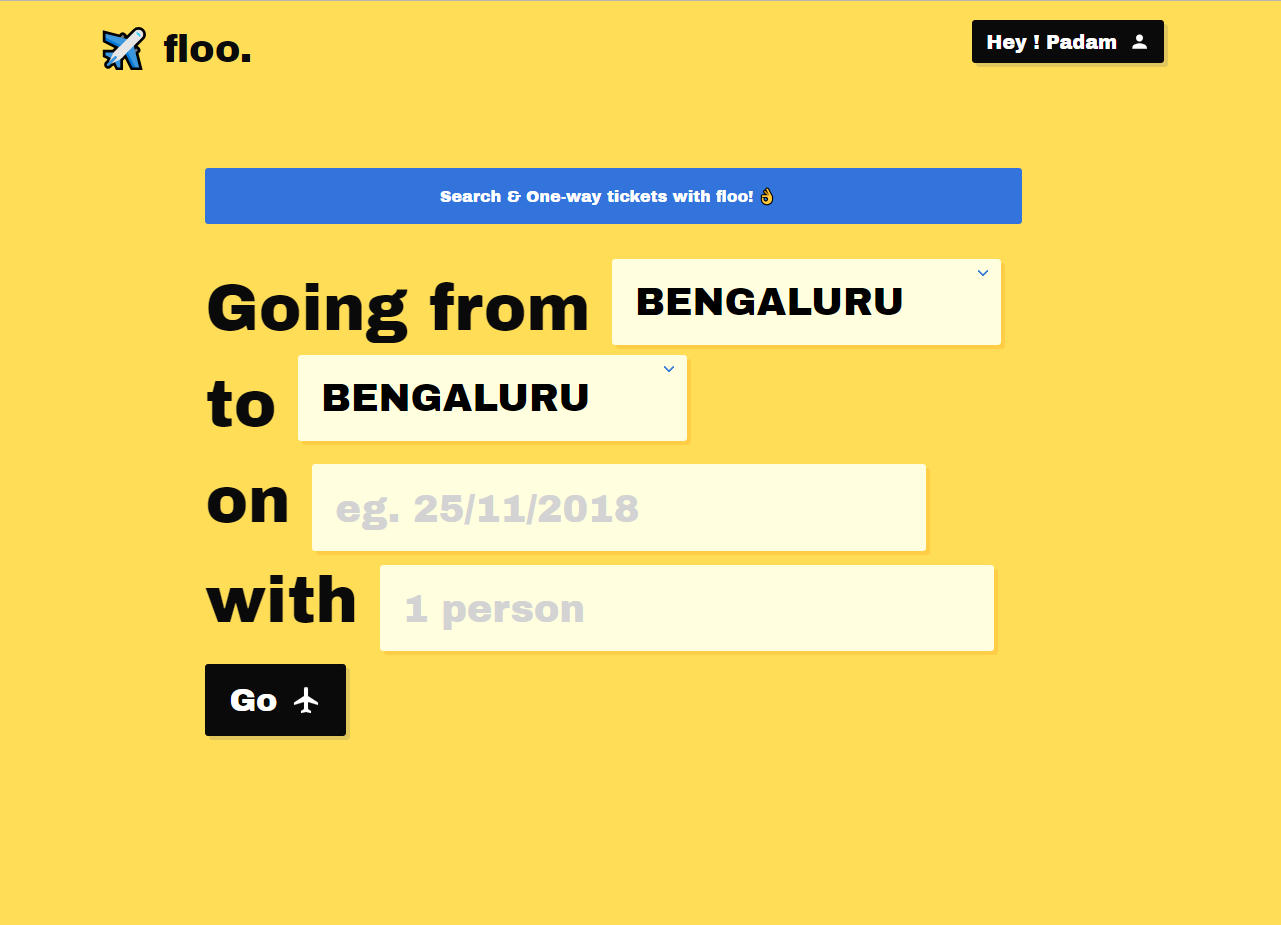 floo.
Hey ! Padam
Search & One-way tickets with floo! 👌
Going from BENGALURU
to BENGALURU
on eg. 25/11/2018
with 1 person
Go